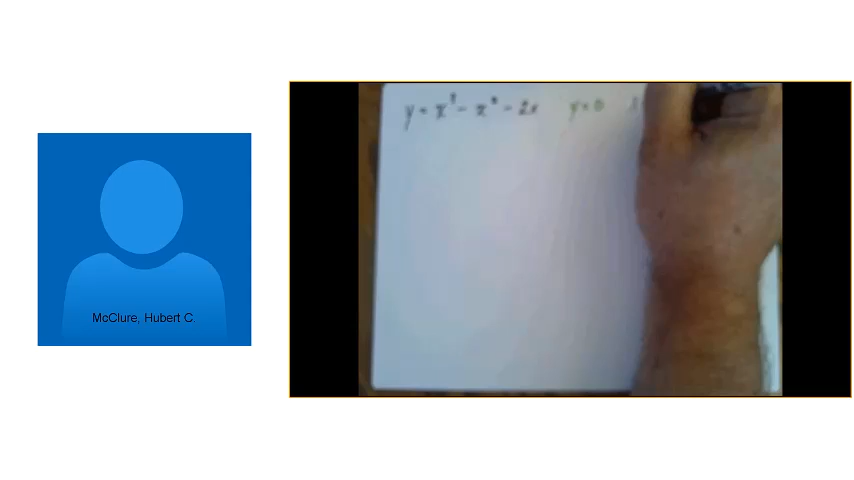 y = x³ - x² - 2x y = 0
McClure, Hubert C